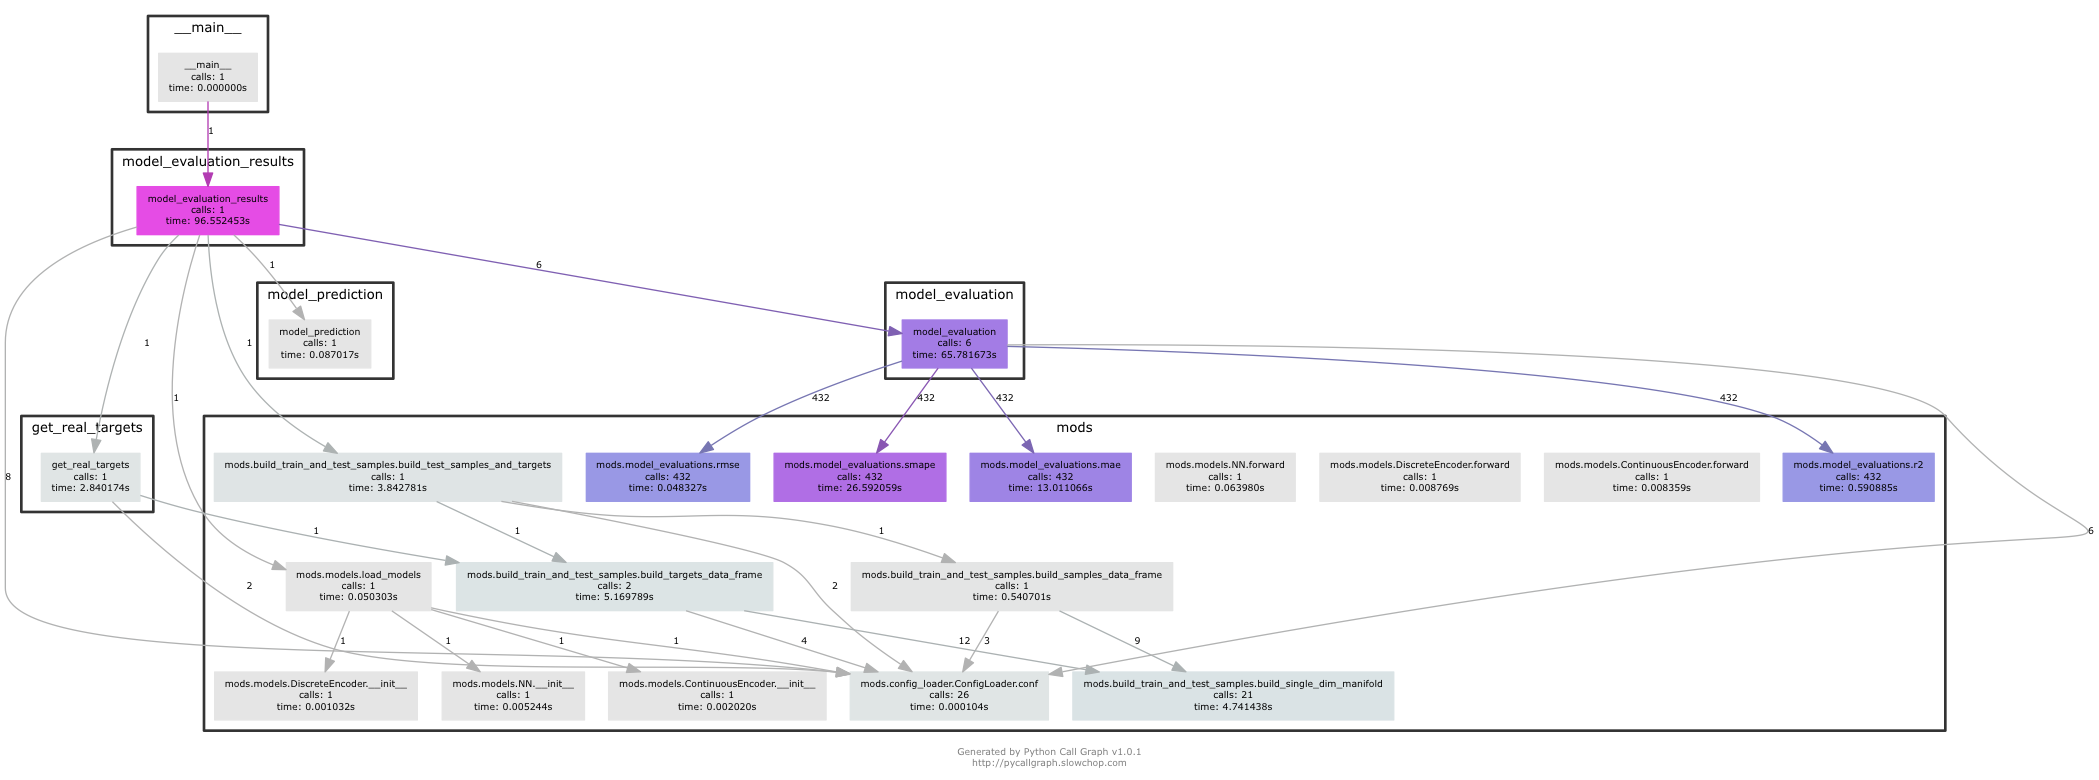 __main__
__main__
calls: 1
time: 0.000000s
1
model_evaluation_results
model_evaluation_results
calls: 1
time: 96.552453s
1
6
model_prediction
model_prediction
calls: 1
time: 0.087017s
model_evaluation
model_evaluation
calls: 6
time: 65.781673s
1
1
1
432
432
432
432
get_real_targets
get_real_targets
calls: 1
time: 2.840174s
8
mods
mods.build_train_and_test_samples.build_test_samples_and_targets
calls: 1
time: 3.842781s
mods.model_evaluations.rmse
calls: 432
time: 0.048327s
mods.model_evaluations.smape
calls: 432
time: 26.592059s
mods.model_evaluations.mae
calls: 432
time: 13.011066s
mods.models.NN.forward
calls: 1
time: 0.063980s
mods.models.DiscreteEncoder.forward
calls: 1
time: 0.008769s
mods.models.ContinuousEncoder.forward
calls: 1
time: 0.008359s
mods.model_evaluations.r2
calls: 432
time: 0.590885s
1
1
1
6
mods.models.load_models
calls: 1
time: 0.050303s
mods.build_train_and_test_samples.build_targets_data_frame
calls: 2
time: 5.169789s
mods.build_train_and_test_samples.build_samples_data_frame
calls: 1
time: 0.540701s
2
2
1
1
1
1
4
12
3
9
mods.models.DiscreteEncoder.__init__
calls: 1
time: 0.001032s
mods.models.NN.__init__
calls: 1
time: 0.005244s
mods.models.ContinuousEncoder.__init__
calls: 1
time: 0.002020s
mods.config_loader.ConfigLoader.conf
calls: 26
time: 0.000104s
mods.build_train_and_test_samples.build_single_dim_manifold
calls: 21
time: 4.741438s
Generated by Python Call Graph v1.0.1
http://pycallgraph.slowchop.com